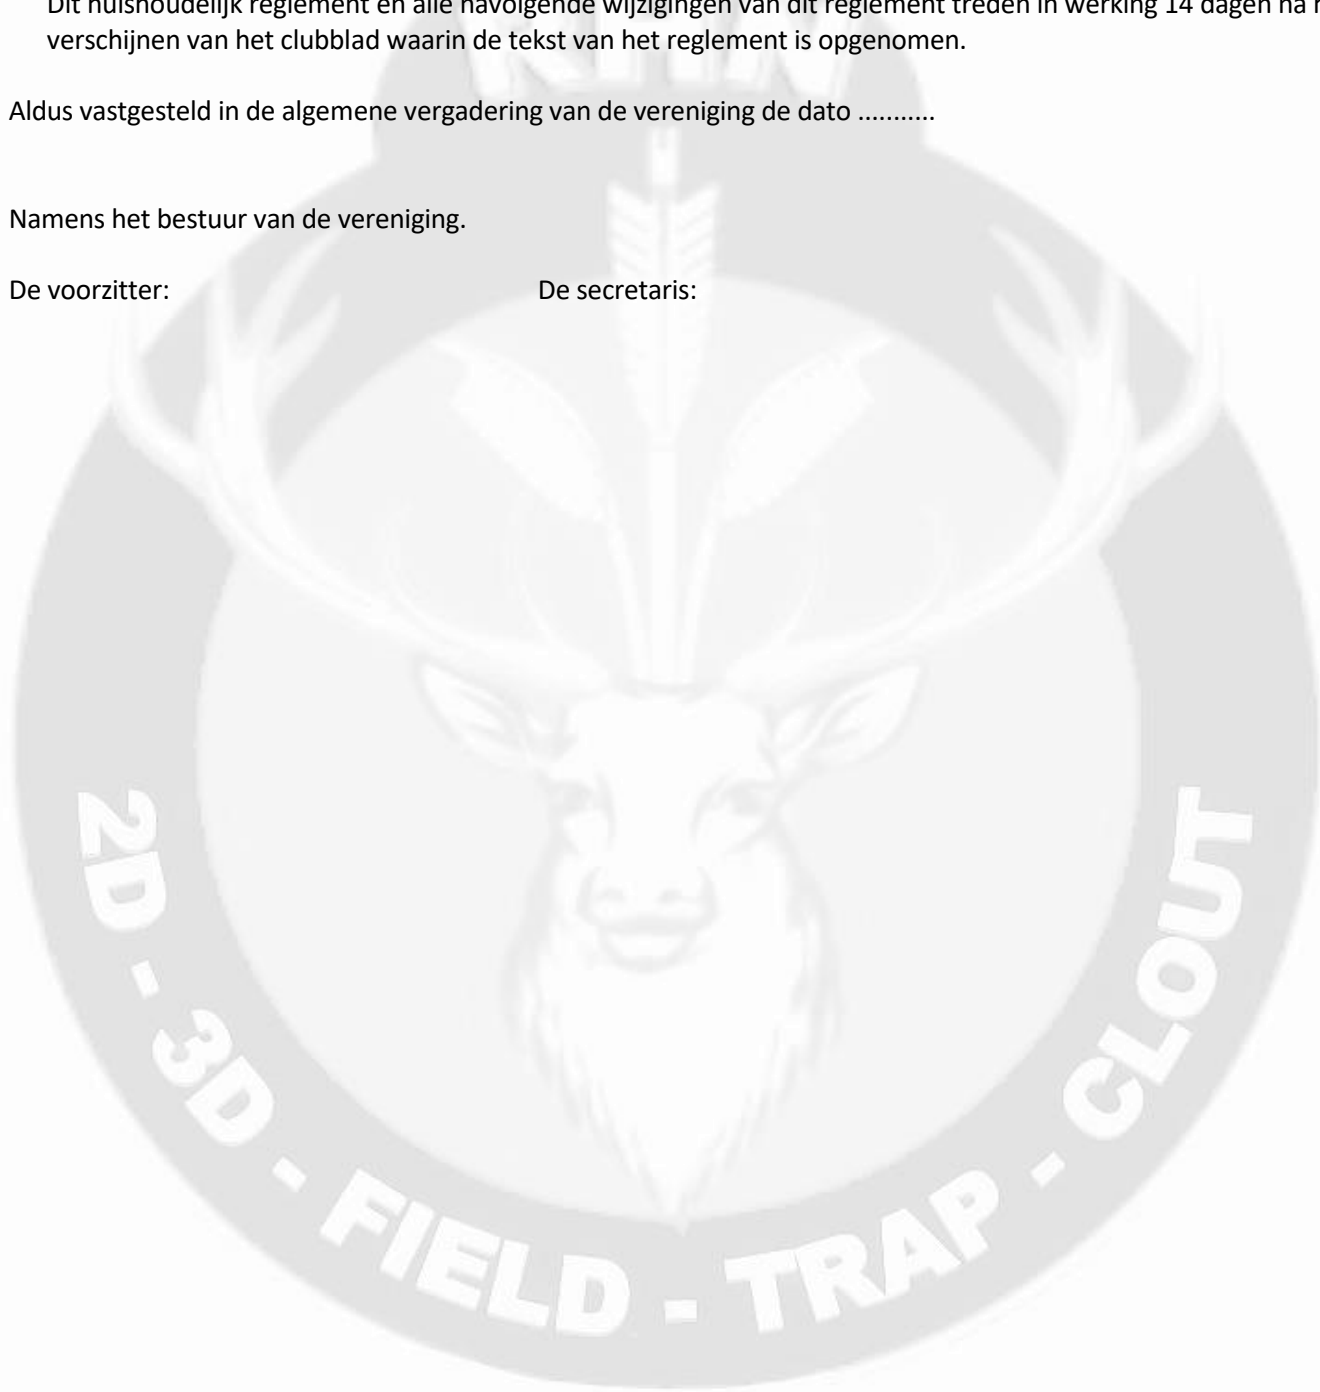 Dit huishoudelijk reglement en alle navolgende wijzigingen van dit reglement treden in werking 14 dagen na
verschijnen van het clubblad waarin de tekst van het reglement is opgenomen.
Aldus vastgesteld in de algemene vergadering van de vereniging de dato ...........
Namens het bestuur van de vereniging.
De voorzitter: De secretaris:
2D - 3D - FIELD - TRAP - CLOUT